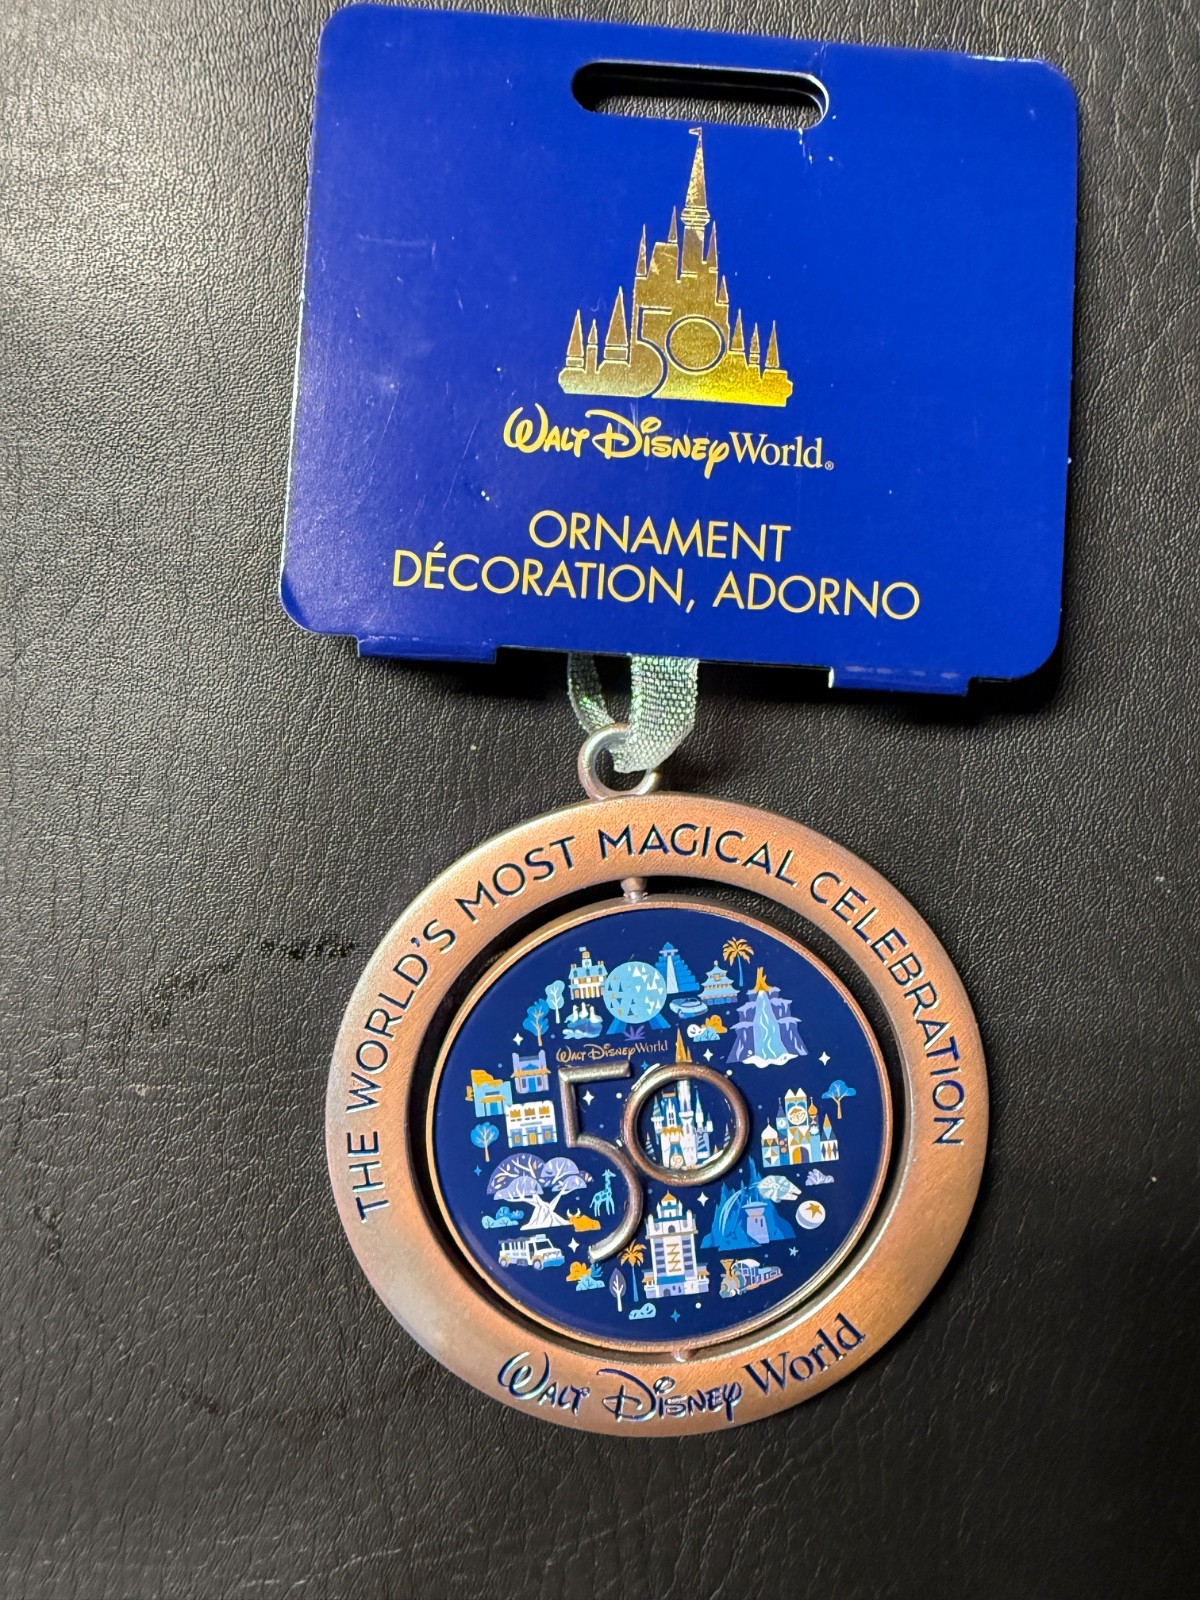 50
WALT DISNEY World®
ORNAMENT
DÉCORATION, ADORNO
THE WORLD'S MOST MAGICAL CELEBRATION
WALT DISNEY World
50
WALT DISNEY World